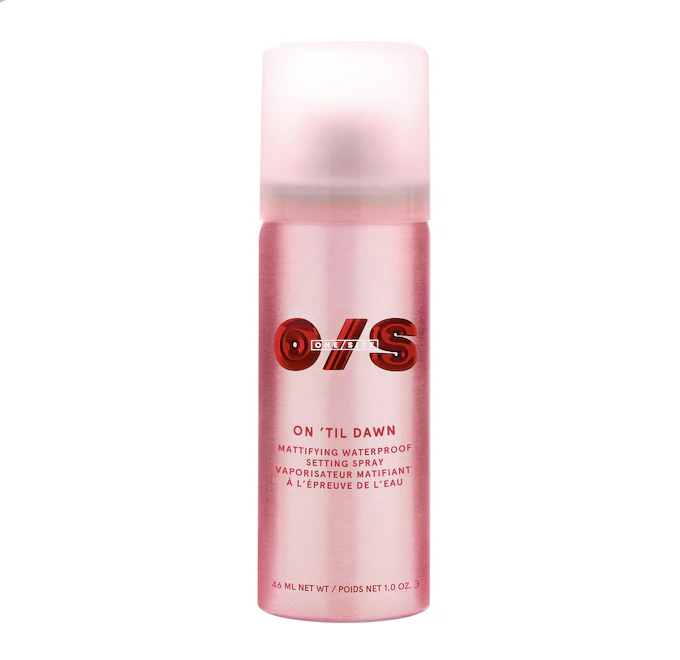 O/S
ONE/SIZE
ON ’TIL DAWN
MATTIFYING WATERPROOF
SETTING SPRAY
VAPORISATEUR MATIFIANT
À L’ÉPREUVE DE L’EAU
46 ML NET WT / POIDS NET 1.0 OZ. ℮